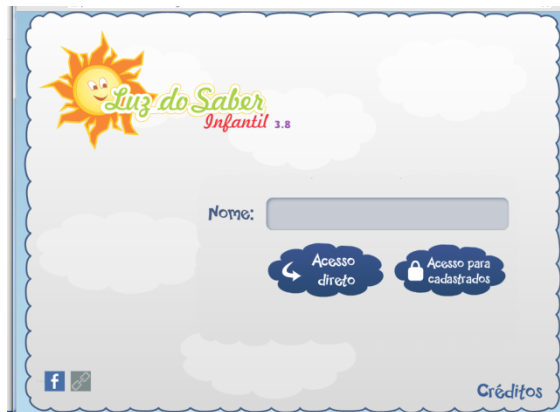 Luz do Saber
Infantil 3.8
Nome:
Acesso
direto
Acesso para
cadastrados
f
Créditos